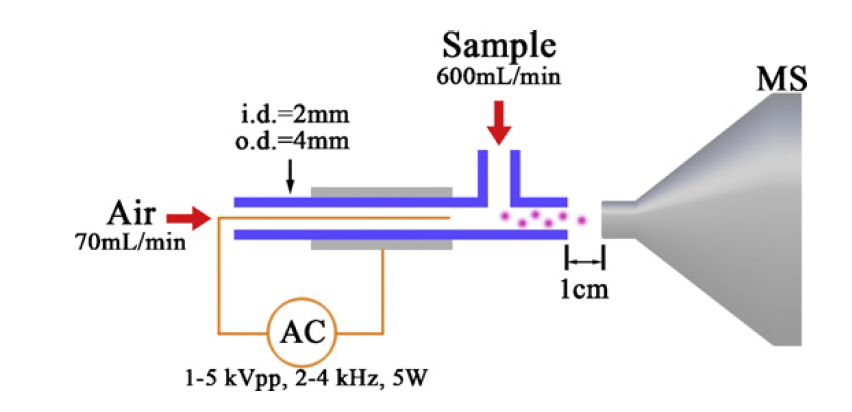 Sample
600mL/min
MS
i.d.=2mm
o.d.=4mm
Air
70mL/min
1cm
AC
1-5 kVpp, 2-4 kHz, 5W